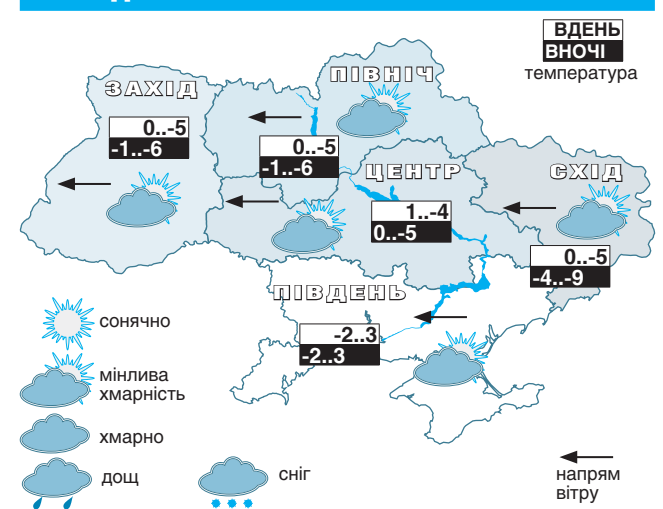 ВДЕНЬ
ВНОЧІ
температура
ПІВНІЧ
ЗАХІД
0..-5
-1..-6
0..-5
-1..-6
ЦЕНТР
СХІД
1..-4
0..-5
0..-5
-4..-9
ПІВДЕНЬ
-2..3
-2..3
сонячно
мінлива
хмарність
хмарно
дощ
сніг
напрям
вітру